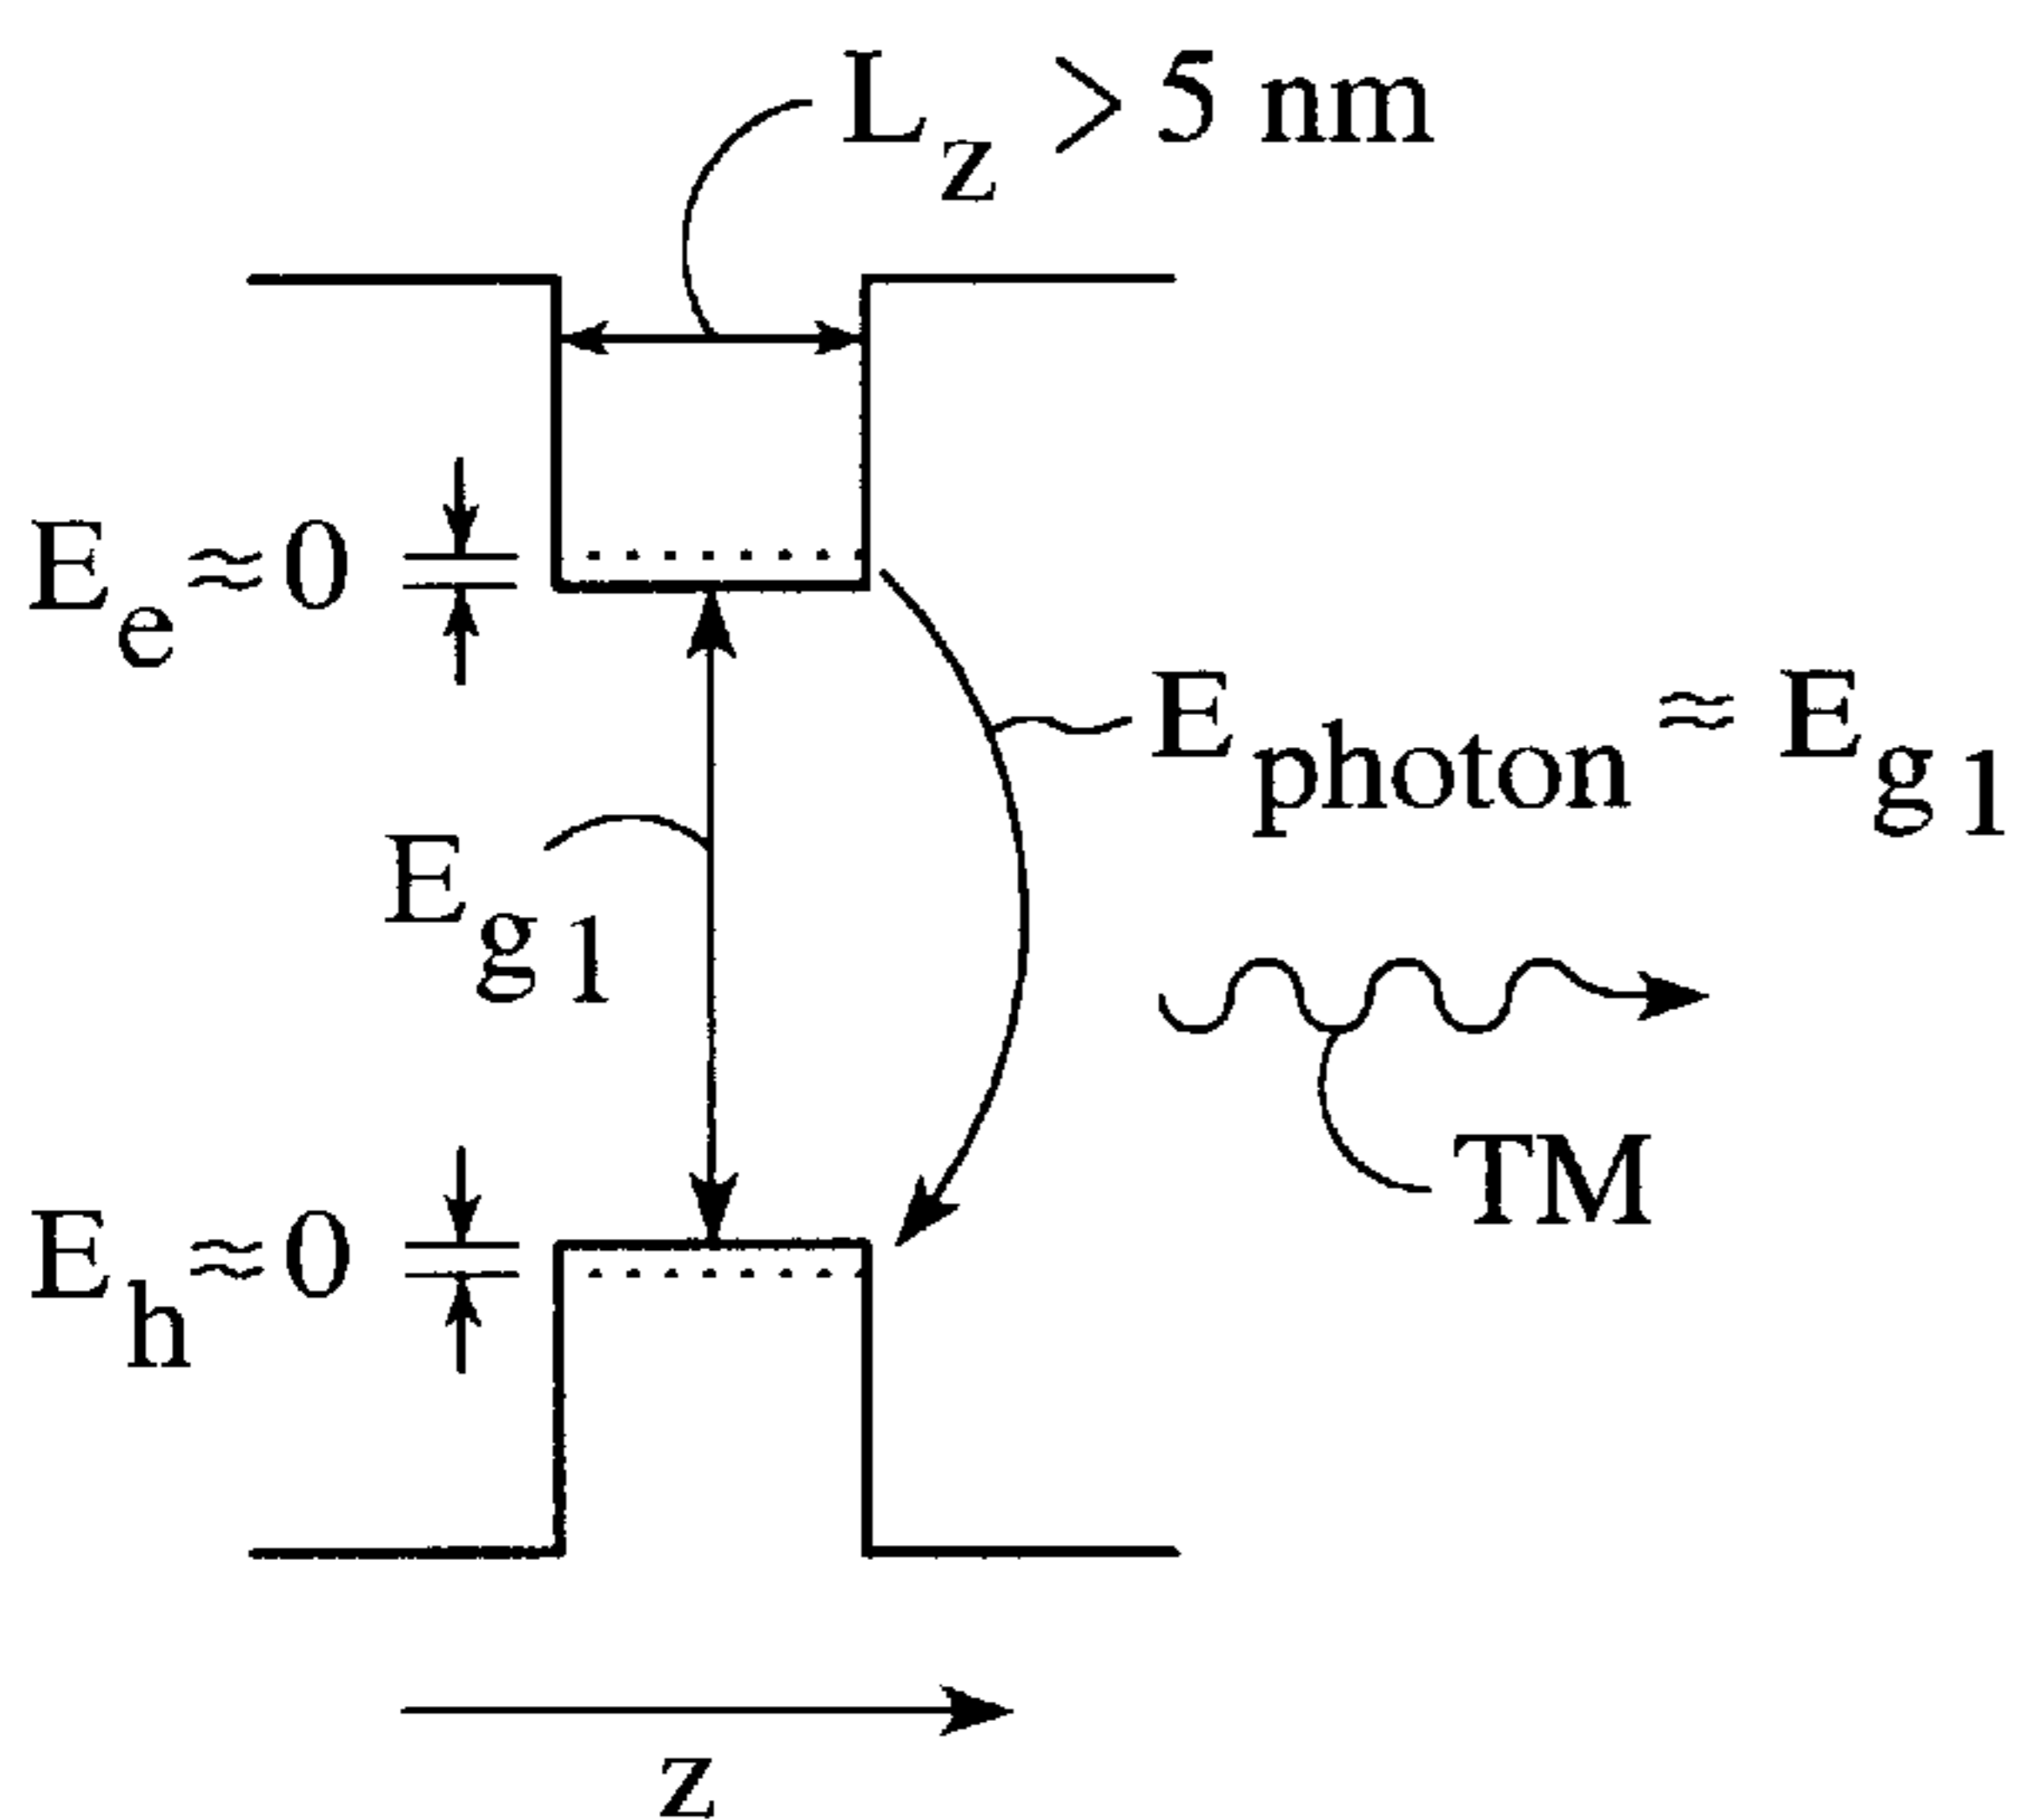 L_z > 5 nm
E_e ≈ 0
E_photon ≈ E_g1
E_g1
TM
E_h ≈ 0
z